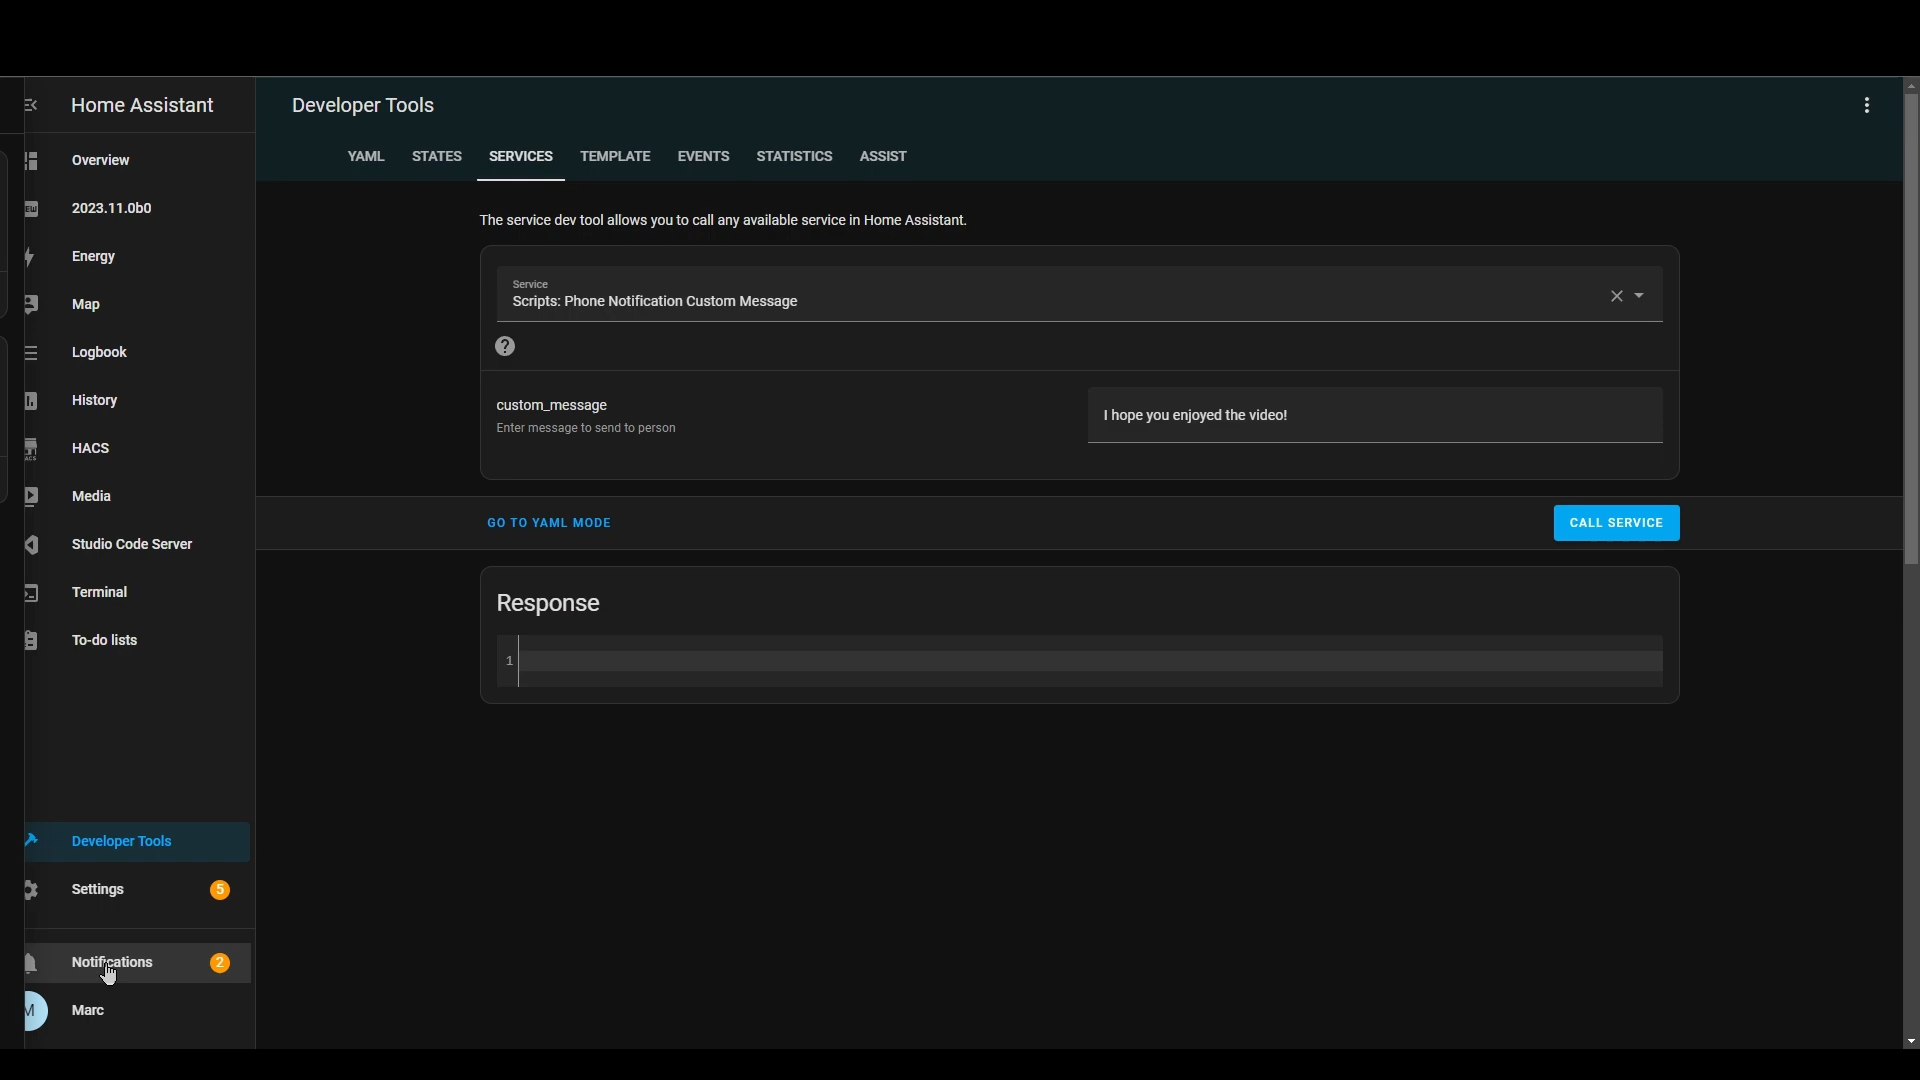 Home Assistant
Developer Tools
YAML STATES SERVICES TEMPLATE EVENTS STATISTICS ASSIST
Overview
2023.11.0b0
Energy
Map
Logbook
History
HACS
Media
Studio Code Server
Terminal
To-do lists
Developer Tools
Settings 5
Notifications 2
M Marc
The service dev tool allows you to call any available service in Home Assistant.
Service
Scripts: Phone Notification Custom Message
?
custom_message
Enter message to send to person
I hope you enjoyed the video!
GO TO YAML MODE
CALL SERVICE
Response
1